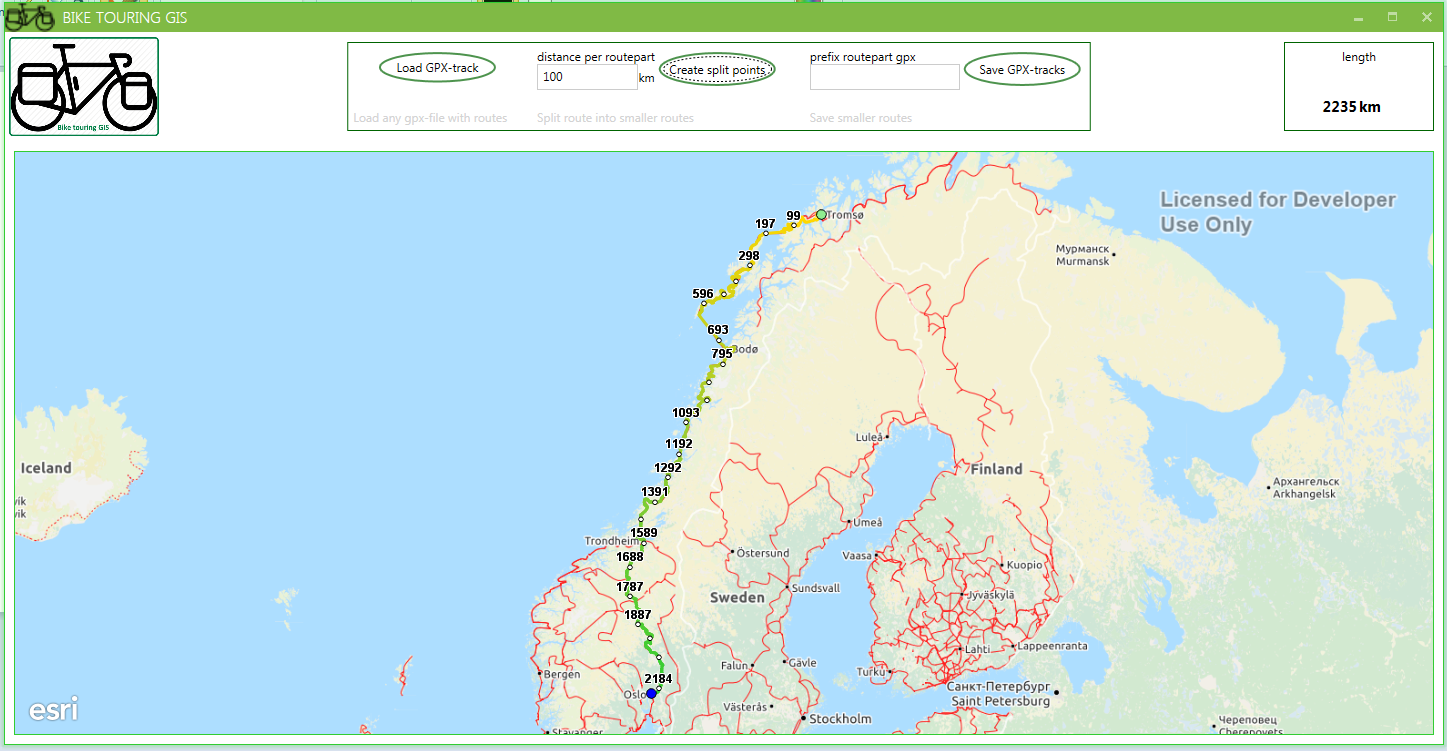 BIKE TOURING GIS
Bike touring GIS
Load GPX-track
Load any gpx-file with routes
distance per routepart
100
km
Create split points
Split route into smaller routes
prefix routepart gpx
Save GPX-tracks
Save smaller routes
length
2235 km
Licensed for Developer
Use Only
Tromsø
99
197
298
596
693
795
Bodø
1093
1192
1292
1391
1589
1688
1787
1887
2184
Мурманск
Murmansk
Luleå
Iceland
vik
vik
Finland
Архангельск
Arkhangelsk
Umeå
Trondheim
Östersund
Vaasa
Kuopio
Sundsvall
Sweden
Jyväskylä
Lahti
Lappeenranta
Falun
Gävle
Turku
Bergen
Oslo
Санкт-Петербург
Saint Petersburg
Västerås
Stockholm
Череповец
Cherepovets
Stavanger
esri